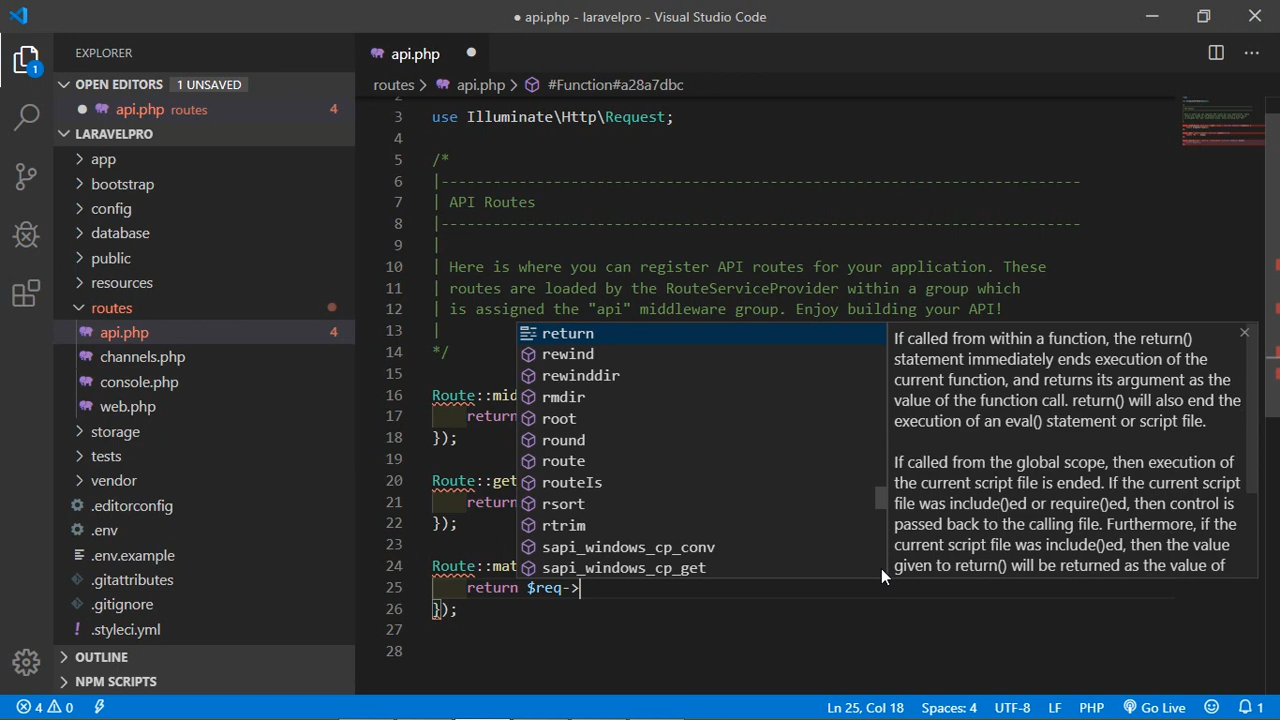 ● api.php - laravelpro - Visual Studio Code
EXPLORER
OPEN EDITORS 1 UNSAVED
● api.php routes 4
LARAVELPRO
app
bootstrap
config
database
public
resources
routes
api.php 4
channels.php
console.php
web.php
storage
tests
vendor
.editorconfig
.env
.env.example
.gitattributes
.gitignore
.styleci.yml
OUTLINE
NPM SCRIPTS
1
api.php
routes > api.php > #Function#a28a7dbc
2
3 use Illuminate\Http\Request;
4
5 /*
6 |--------------------------------------------------------------------------
7 | API Routes
8 |--------------------------------------------------------------------------
9 |
10 | Here is where you can register API routes for your application. These
11 | routes are loaded by the RouteServiceProvider within a group which
12 | is assigned the "api" middleware group. Enjoy building your API!
13 |
14 */
15
16 Route::mid
17 return
18 });
19
20 Route::get
21 return
22 });
23
24 Route::mat
25 return $req->
26 });
27
28
return
rewind
rewinddir
rmdir
root
round
route
routeIs
rsort
rtrim
sapi_windows_cp_conv
sapi_windows_cp_get
If called from within a function, the return()
statement immediately ends execution of the
current function, and returns its argument as the
value of the function call. return() will also end the
execution of an eval() statement or script file.
If called from the global scope, then execution of
the current script file is ended. If the current script
file was include()ed or require()ed, then control is
passed back to the calling file. Furthermore, if the
current script file was include()ed, then the value
given to return() will be returned as the value of
4 0
Ln 25, Col 18 Spaces: 4 UTF-8 LF PHP Go Live 1